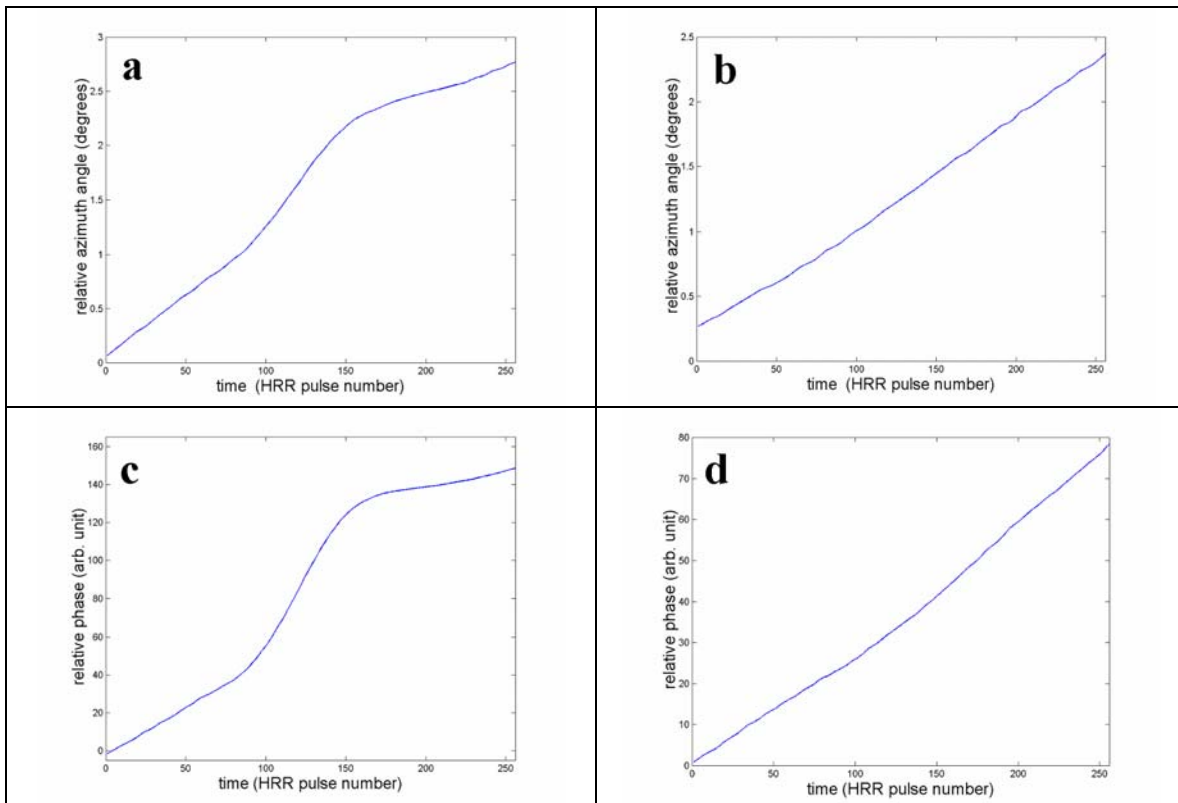 a
relative azimuth angle (degrees)
3
2.5
2
1.5
1
0.5
0
0 50 100 150 200 250
time (HRR pulse number)
b
relative azimuth angle (degrees)
2.5
2
1.5
1
0.5
0
0 50 100 150 200 250
time (HRR pulse number)
c
relative phase (arb. unit)
160
140
120
100
80
60
40
20
0
0 50 100 150 200 250
time (HRR pulse number)
d
relative phase (arb. unit)
80
70
60
50
40
30
20
10
0
0 50 100 150 200 250
time (HRR pulse number)